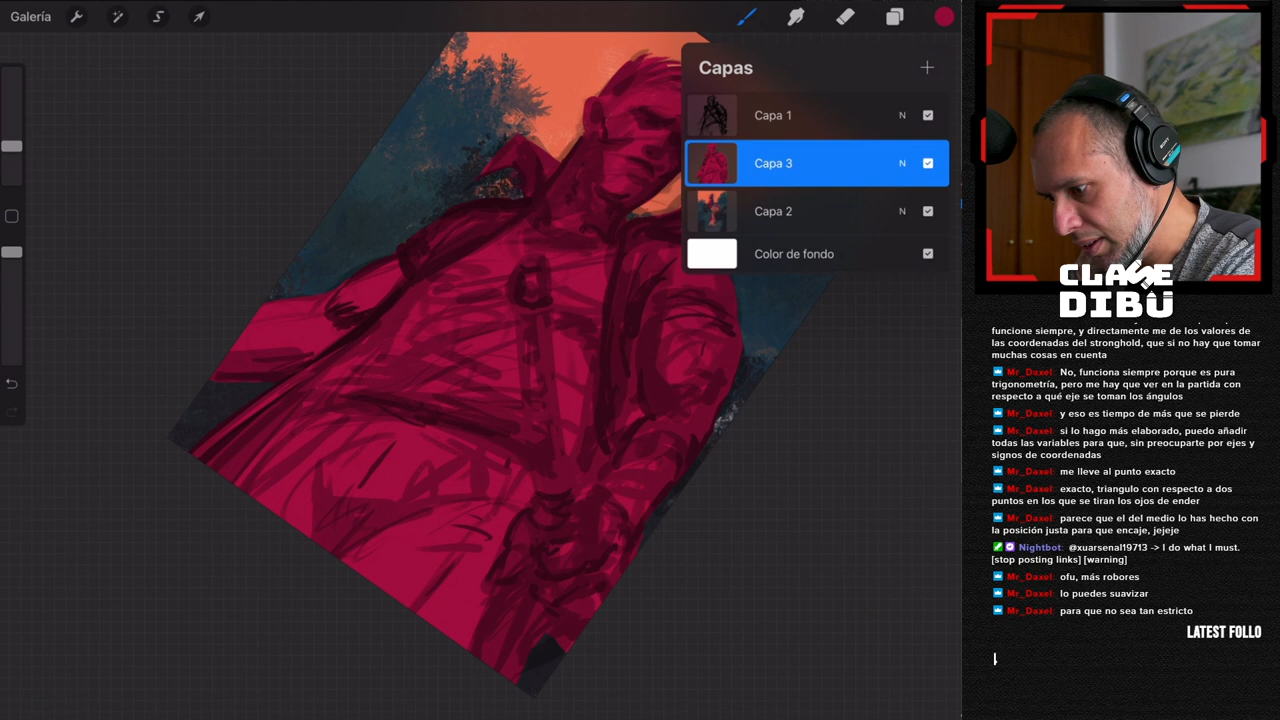 Galería
Capas
Capa 1
N
Capa 3
N
Capa 2
N
Color de fondo
SONY
CLASE
DIBU
funcione siempre, y directamente me de los valores de
las coordenadas del stronghold, que si no hay que tomar
muchas cosas en cuenta
Mr_Daxel: No, funciona siempre porque es pura
trigonometría, pero me hay que ver en la partida con
respecto a qué eje se toman los ángulos
Mr_Daxel: y eso es tiempo de más que se pierde
Mr_Daxel: si lo hago más elaborado, puedo añadir
todas las variables para que, sin preocuparte por ejes y
signos de coordenadas
Mr_Daxel: me lleve al punto exacto
Mr_Daxel: exacto, triangulo con respecto a dos
puntos en los que se tiran los ojos de ender
Mr_Daxel: parece que el del medio lo has hecho con
la posición justa para que encaje, jejeje
Nightbot: @xuarsenal19713 -> I do what I must.
[stop posting links] [warning]
Mr_Daxel: ofu, más robores
Mr_Daxel: lo puedes suavizar
Mr_Daxel: para que no sea tan estricto
LATEST FOLLO